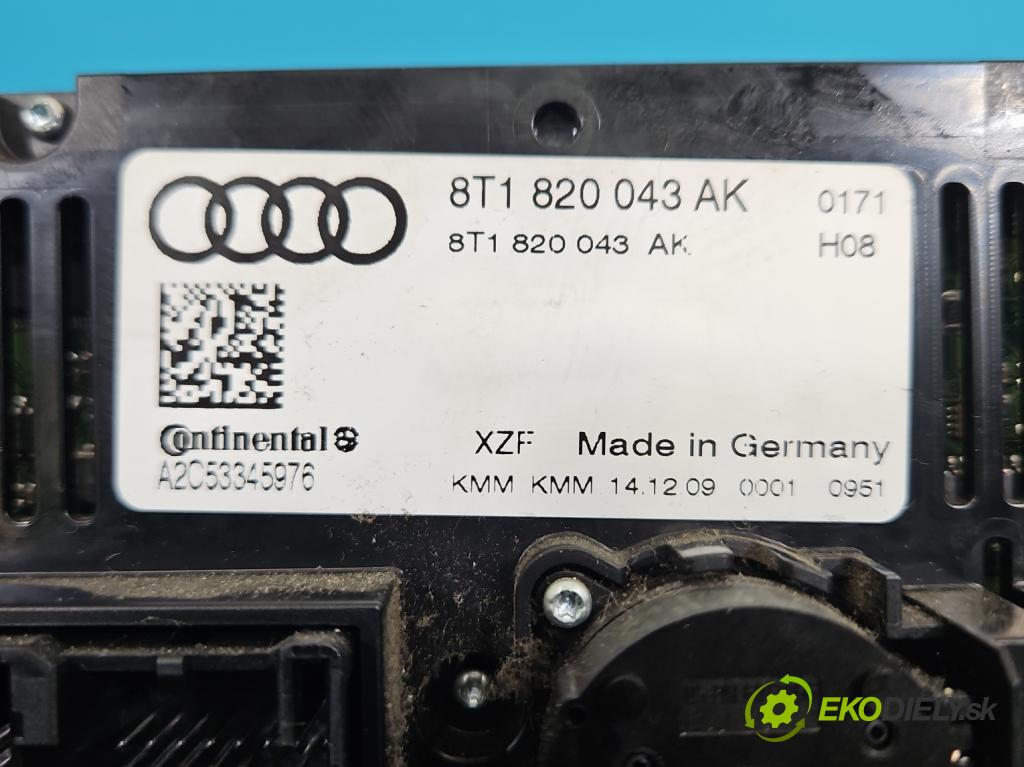 8T1 820 043 AK 0171
8T1 820 043 AK H08
Continental
A2C53345976
XZF Made in Germany
KMM KMM 14.12.09 0001 0951
EKODIELY.sk